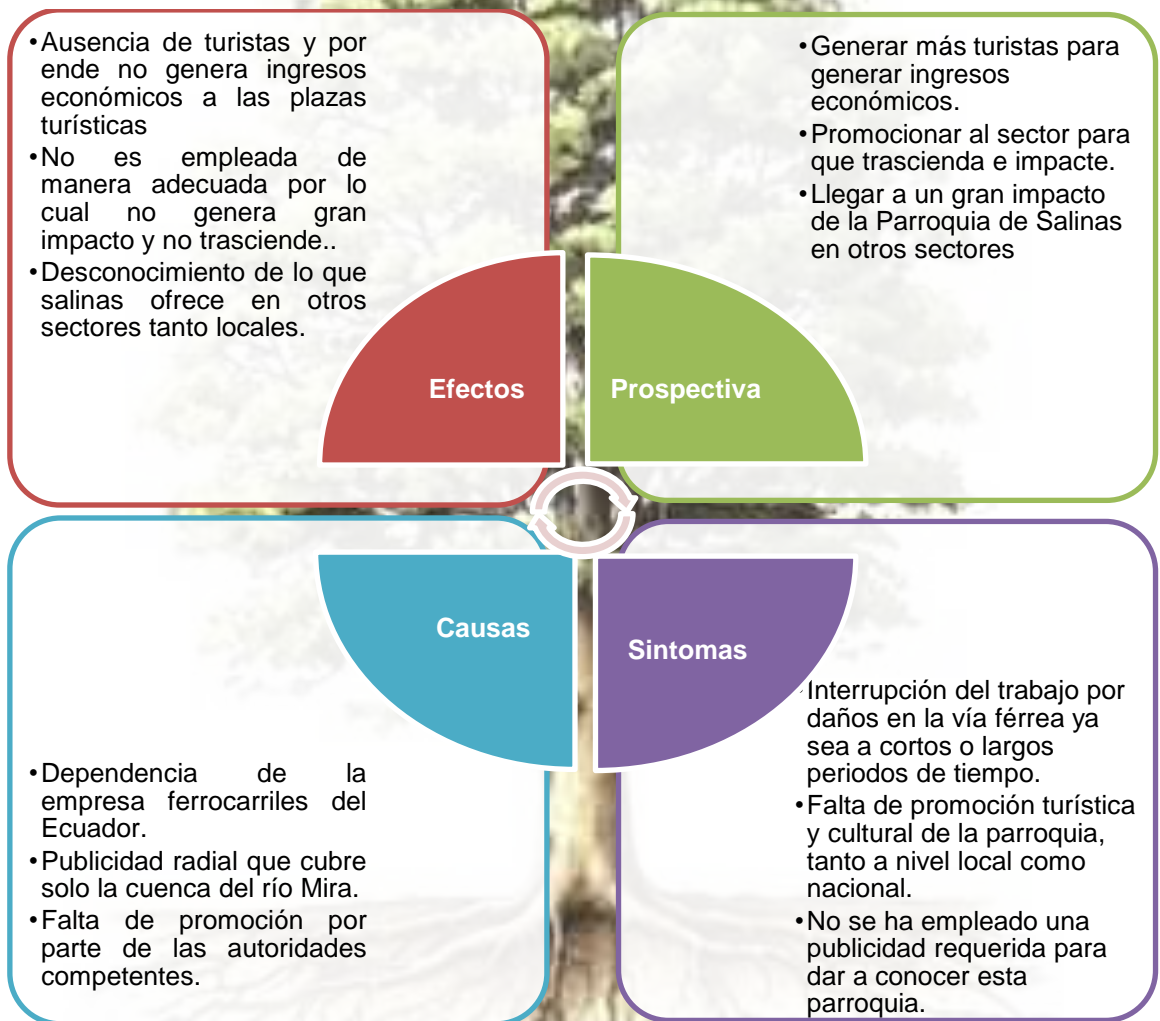 •Ausencia de turistas y por
ende no genera ingresos
económicos a las plazas
turísticas
•No es empleada de
manera adecuada por lo
cual no genera gran
impacto y no trasciende..
•Desconocimiento de lo que
salinas ofrece en otros
sectores tanto locales.
Efectos
•Generar más turistas para
generar ingresos
económicos.
•Promocionar al sector para
que trascienda e impacte.
•Llegar a un gran impacto
de la Parroquia de Salinas
en otros sectores
Prospectiva
Causas
•Dependencia de la
empresa ferrocarriles del
Ecuador.
•Publicidad radial que cubre
solo la cuenca del río Mira.
•Falta de promoción por
parte de las autoridades
competentes.
Sintomas
•Interrupción del trabajo por
daños en la vía férrea ya
sea a cortos o largos
periodos de tiempo.
•Falta de promoción turística
y cultural de la parroquia,
tanto a nivel local como
nacional.
•No se ha empleado una
publicidad requerida para
dar a conocer esta
parroquia.